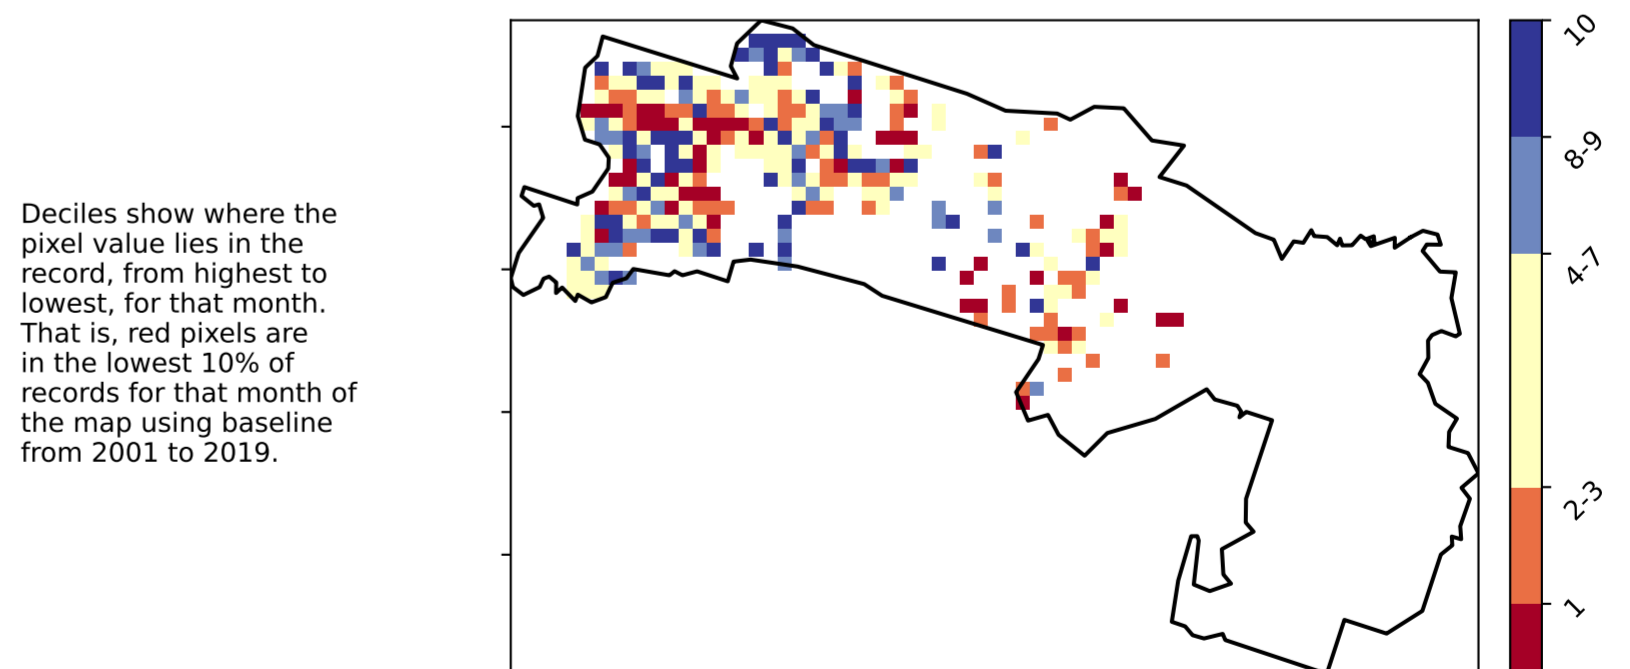 Deciles show where the
pixel value lies in the
record, from highest to
lowest, for that month.
That is, red pixels are
in the lowest 10% of
records for that month of
the map using baseline
from 2001 to 2019.
10
8-9
4-7
2-3
1